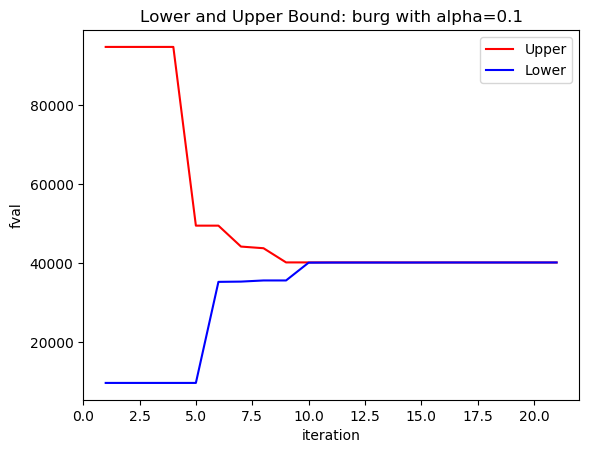 Lower and Upper Bound: burg with alpha=0.1
Upper
Lower
80000
60000
40000
20000
fval
0.0 2.5 5.0 7.5 10.0 12.5 15.0 17.5 20.0
iteration